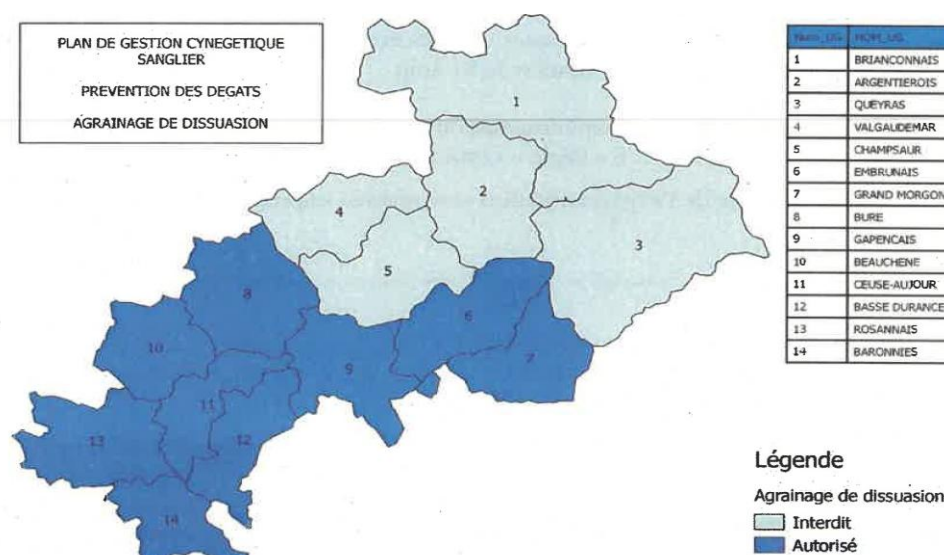 PLAN DE GESTION CYNEGETIQUE
SANGLIER
PREVENTION DES DEGATS
AGRAINAGE DE DISSUASION
Num_UG NOM_UG
1 BRIANCONNAIS
2 ARGENTIEROIS
3 QUEYRAS
4 VALGAUDEMAR
5 CHAMPSAUR
6 EMBRUNAIS
7 GRAND MORGON
8 BURE
9 GAPENCAIS
10 BEAUCHENE
11 CEUSE-AUJOUR
12 BASSE DURANCE
13 ROSANNAIS
14 BARONNIES
1
2
4
3
5
8
6
10
7
9
11
13
12
14
Légende
Agrainage de dissuasion
Interdit
Autorisé